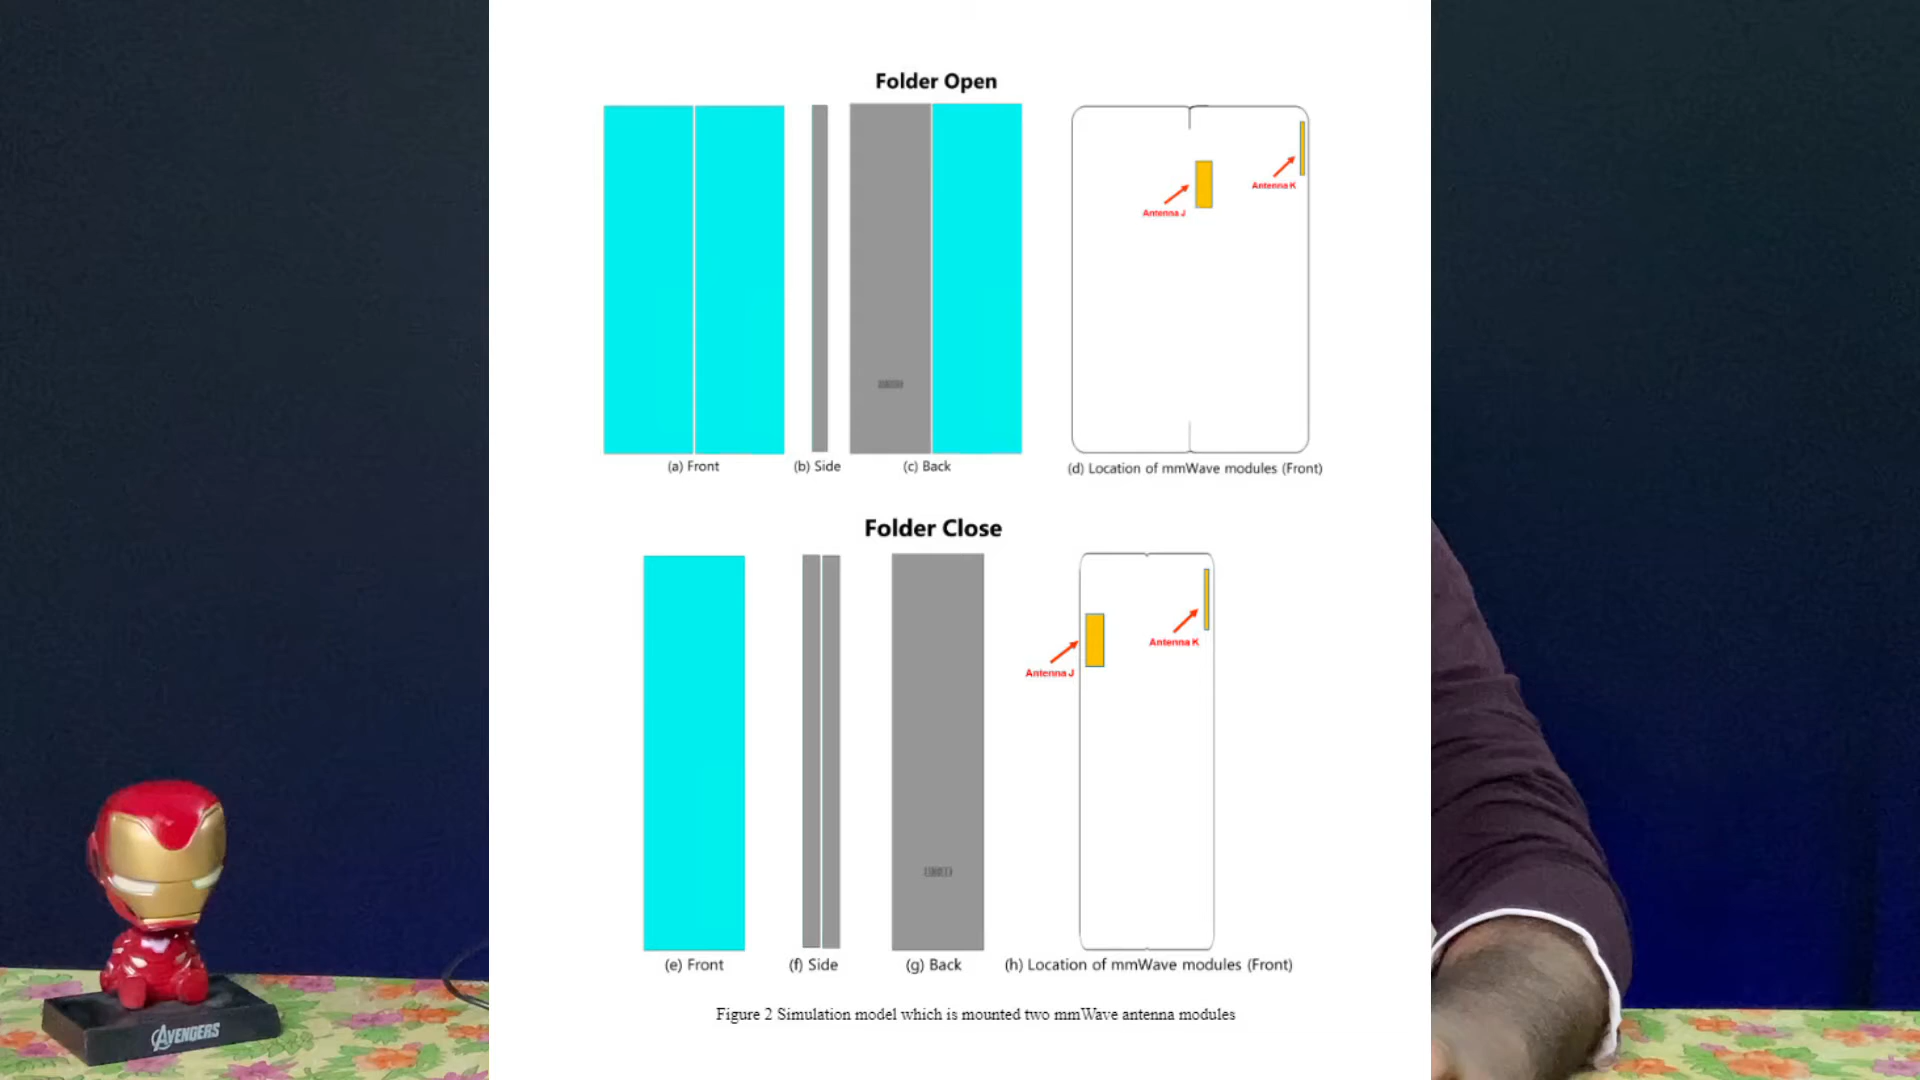 Folder Open
Antenna J
Antenna K
(a) Front
(b) Side
(c) Back
(d) Location of mmWave modules (Front)
Folder Close
Antenna J
Antenna K
(e) Front
(f) Side
(g) Back
(h) Location of mmWave modules (Front)
Figure 2 Simulation model which is mounted two mmWave antenna modules
AVENGERS